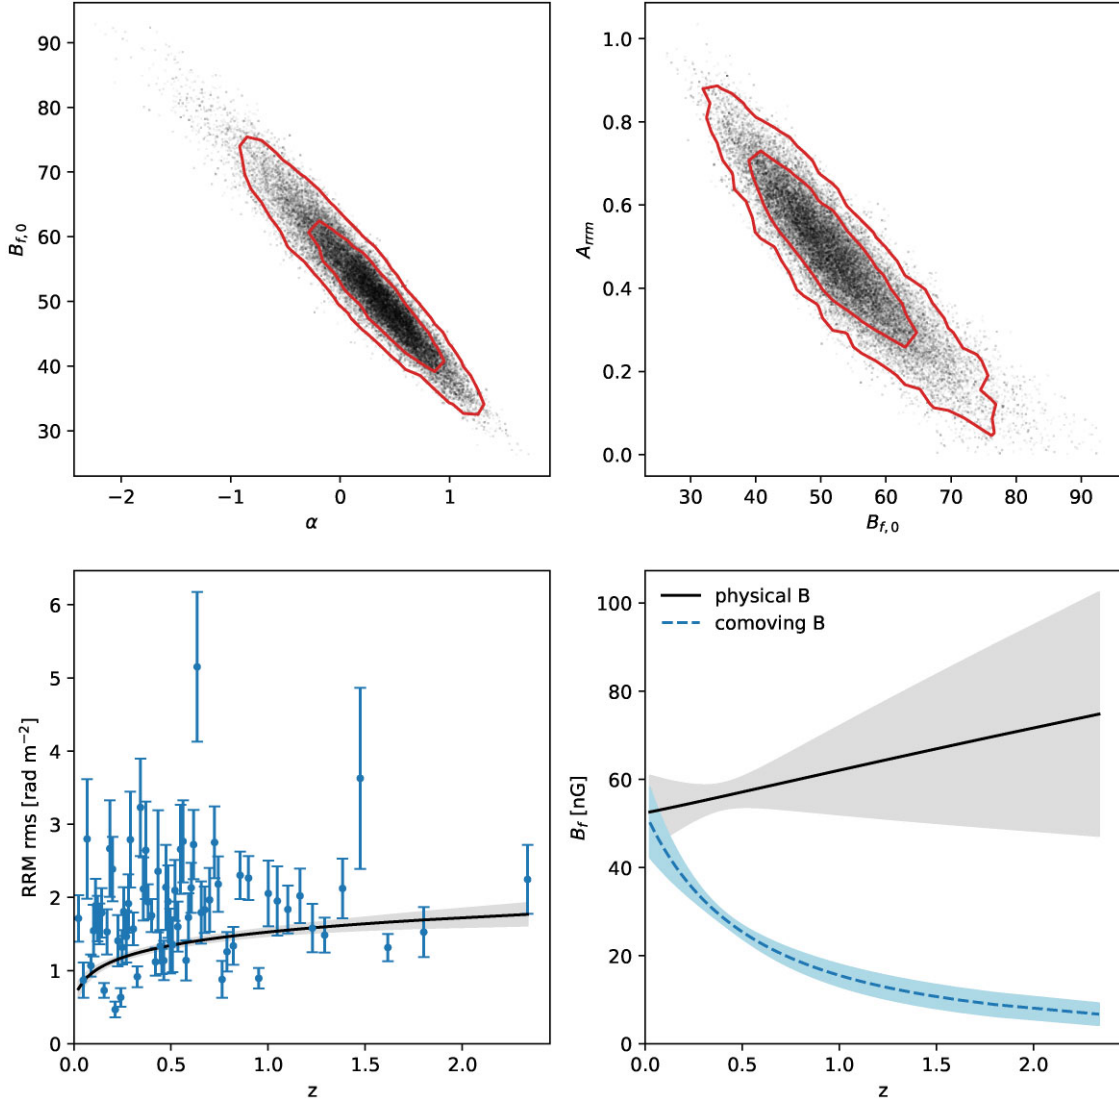 90
80
70
60
50
40
30
B_{f,0}
−2 −1 0 1
α
1.0
0.8
0.6
0.4
0.2
0.0
A_{rrm}
30 40 50 60 70 80 90
B_{f,0}
6
5
4
3
2
1
0
RRM rms [rad m^{−2}]
0.0 0.5 1.0 1.5 2.0
z
physical B
comoving B
100
80
60
40
20
0
B_f [nG]
0.0 0.5 1.0 1.5 2.0
z